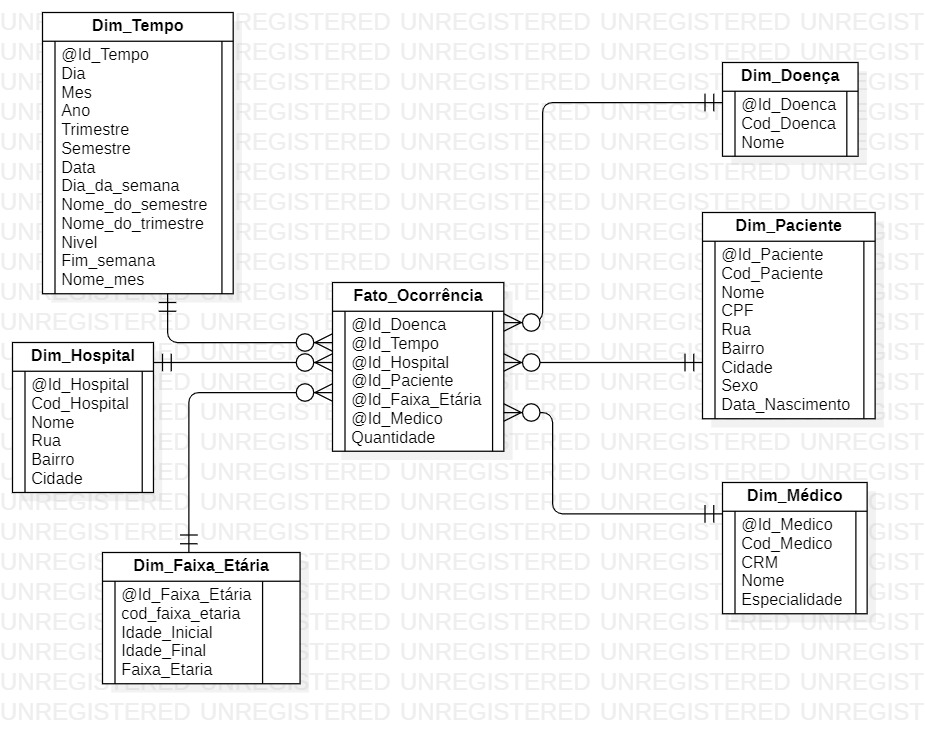 Dim_Tempo
@Id_Tempo
Dia
Mes
Ano
Trimestre
Semestre
Data
Dia_da_semana
Nome_do_semestre
Nome_do_trimestre
Nivel
Fim_semana
Nome_mes
Dim_Doença
@Id_Doenca
Cod_Doenca
Nome
Dim_Paciente
@Id_Paciente
Cod_Paciente
Nome
CPF
Rua
Bairro
Cidade
Sexo
Data_Nascimento
Fato_Ocorrência
@Id_Doenca
@Id_Tempo
@Id_Hospital
@Id_Paciente
@Id_Faixa_Etária
@Id_Medico
Quantidade
Dim_Hospital
@Id_Hospital
Cod_Hospital
Nome
Rua
Bairro
Cidade
Dim_Médico
@Id_Medico
Cod_Medico
CRM
Nome
Especialidade
Dim_Faixa_Etária
@Id_Faixa_Etária
cod_faixa_etaria
Idade_Inicial
Idade_Final
Faixa_Etaria
UNREGISTERED UNREGISTERED UNREGISTERED UNREGISTERED UNREGIST